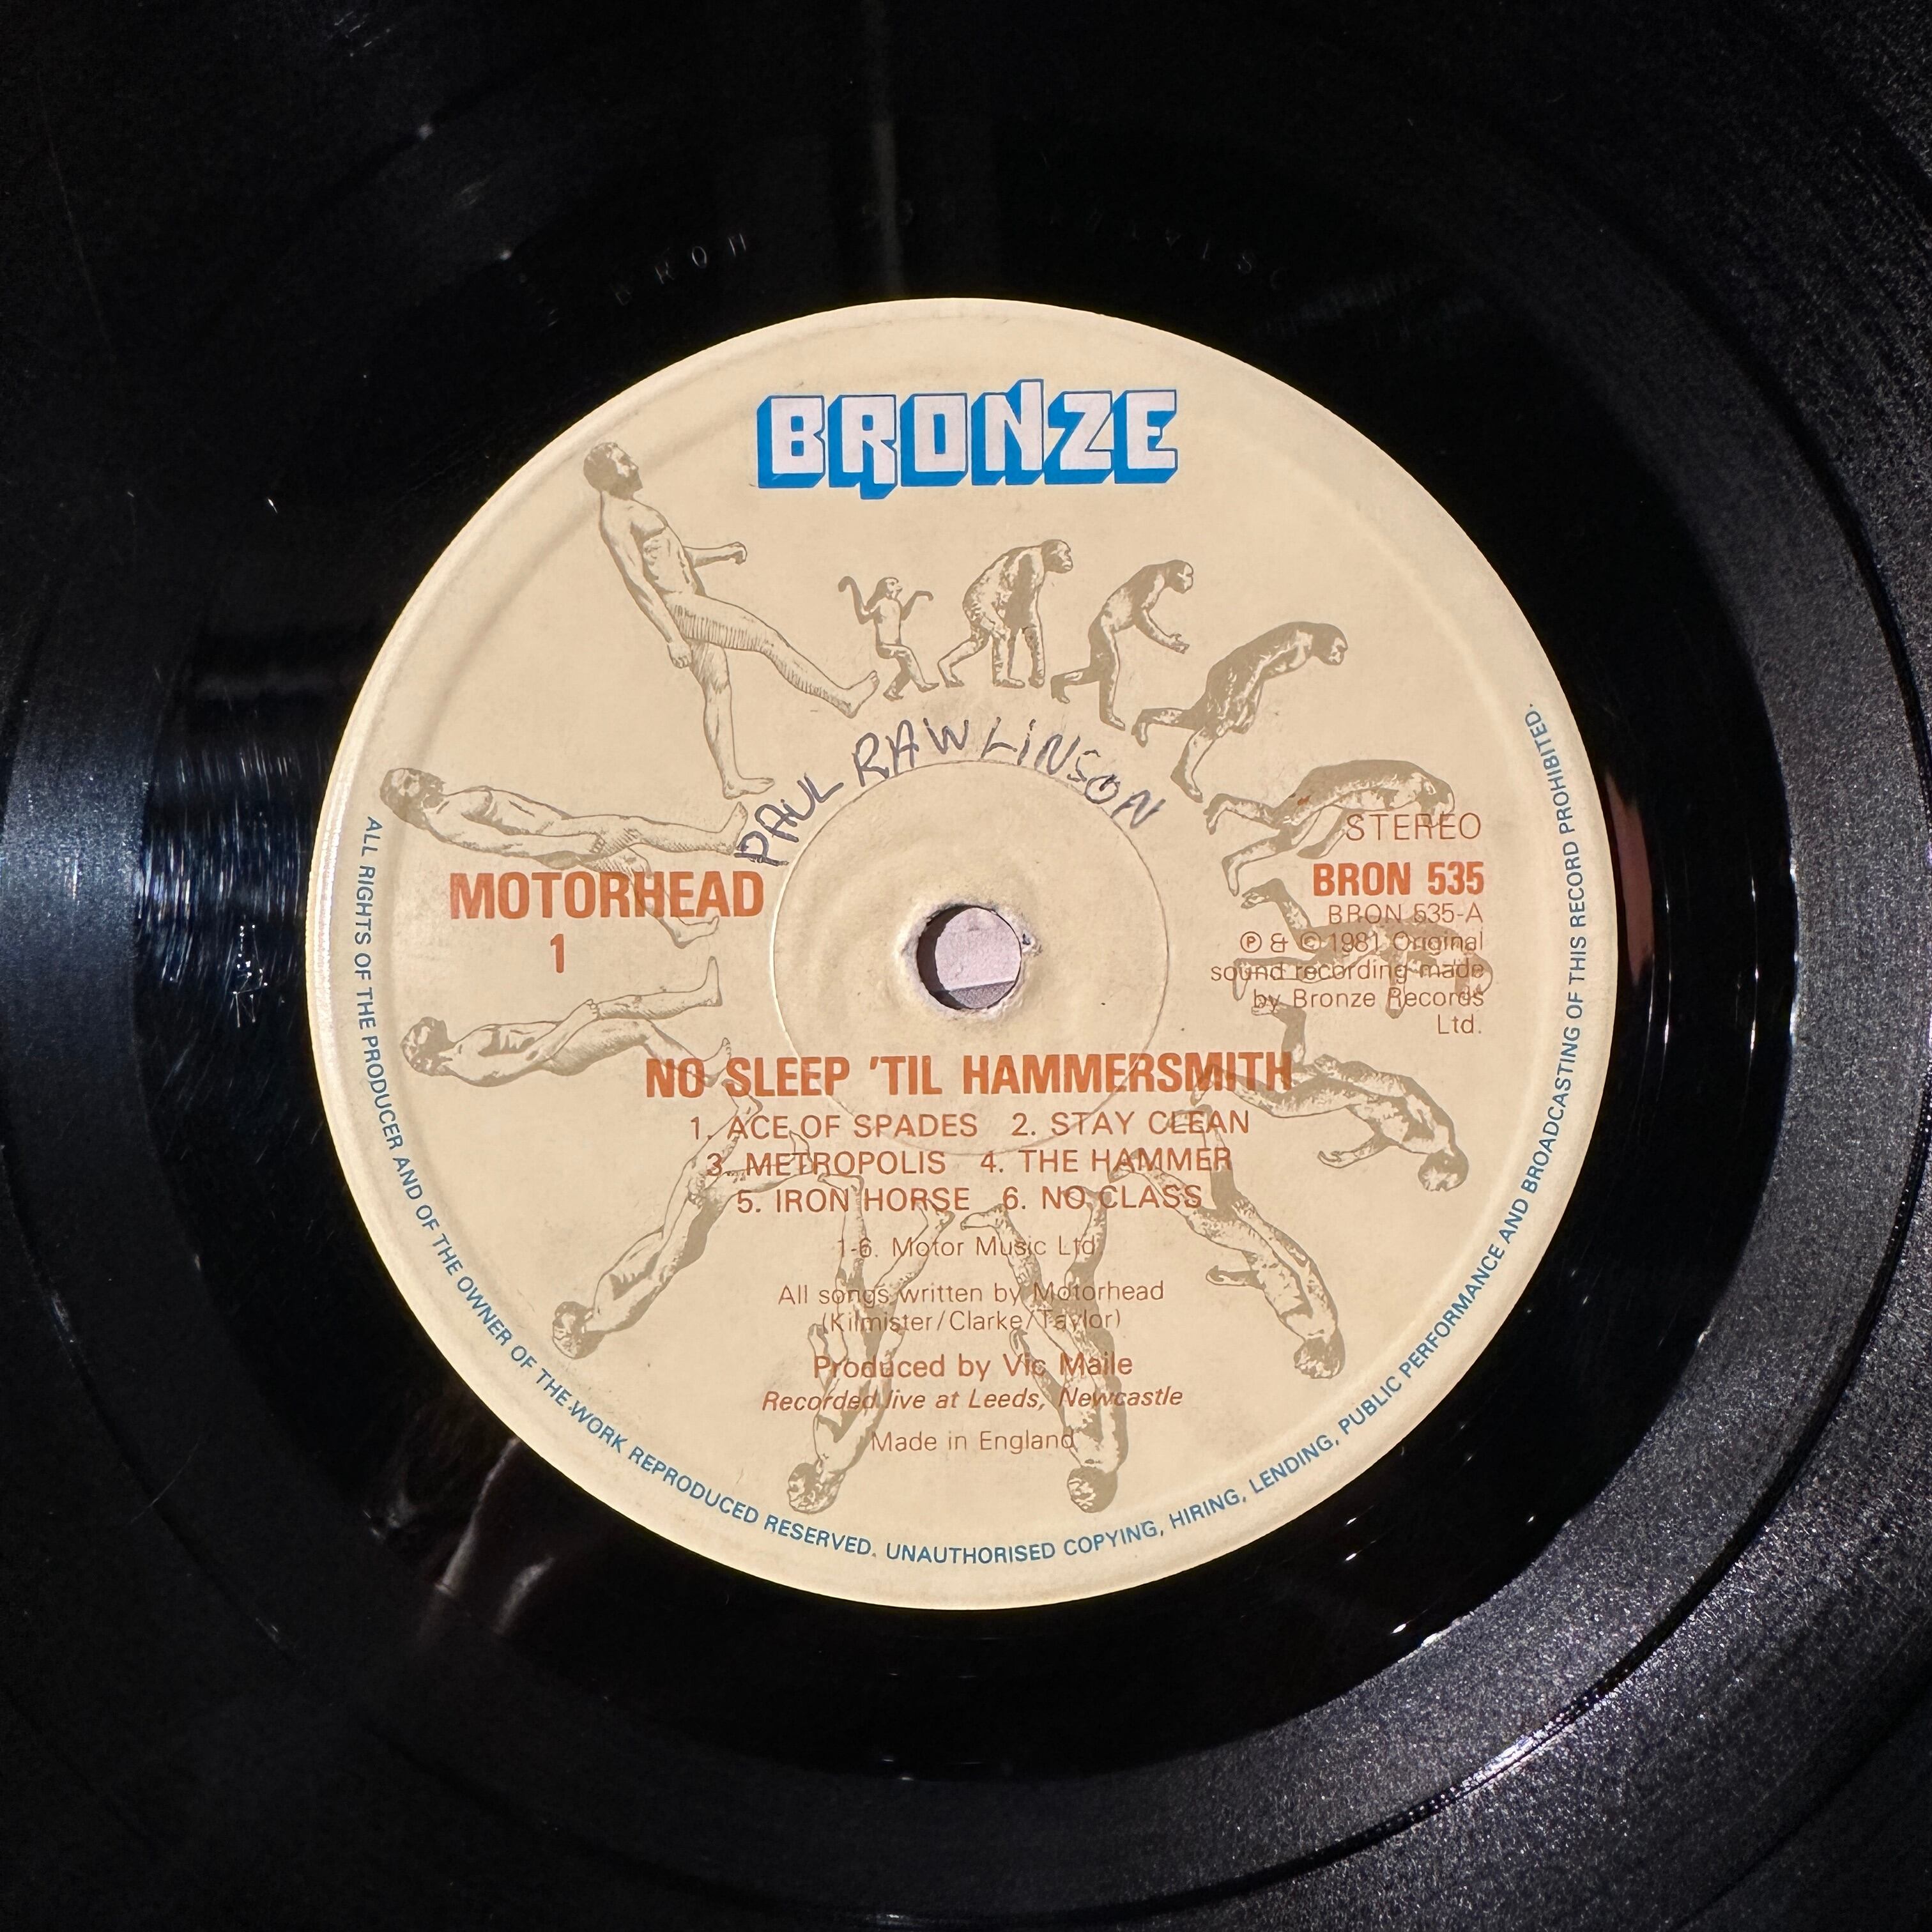 BRON
BRONZE
PAUL RAWLINSON
STEREO
MOTORHEAD
1
BRON 535
BRON 535-A
℗ & © 1981 Original
sound recording made
by Bronze Records
Ltd.
NO SLEEP 'TIL HAMMERSMITH
1. ACE OF SPADES 2. STAY CLEAN
3. METROPOLIS 4. THE HAMMER
5. IRON HORSE 6. NO CLASS
1-6. Motor Music Ltd.
All songs written by Motorhead
(Kilmister/Clarke/Taylor)
Produced by Vic Maile
Recorded live at Leeds, Newcastle
Made in England
ALL RIGHTS OF THE PRODUCER AND OF THE OWNER OF THE WORK REPRODUCED RESERVED. UNAUTHORISED COPYING, HIRING, LENDING, PUBLIC PERFORMANCE AND BROADCASTING OF THIS RECORD PROHIBITED.